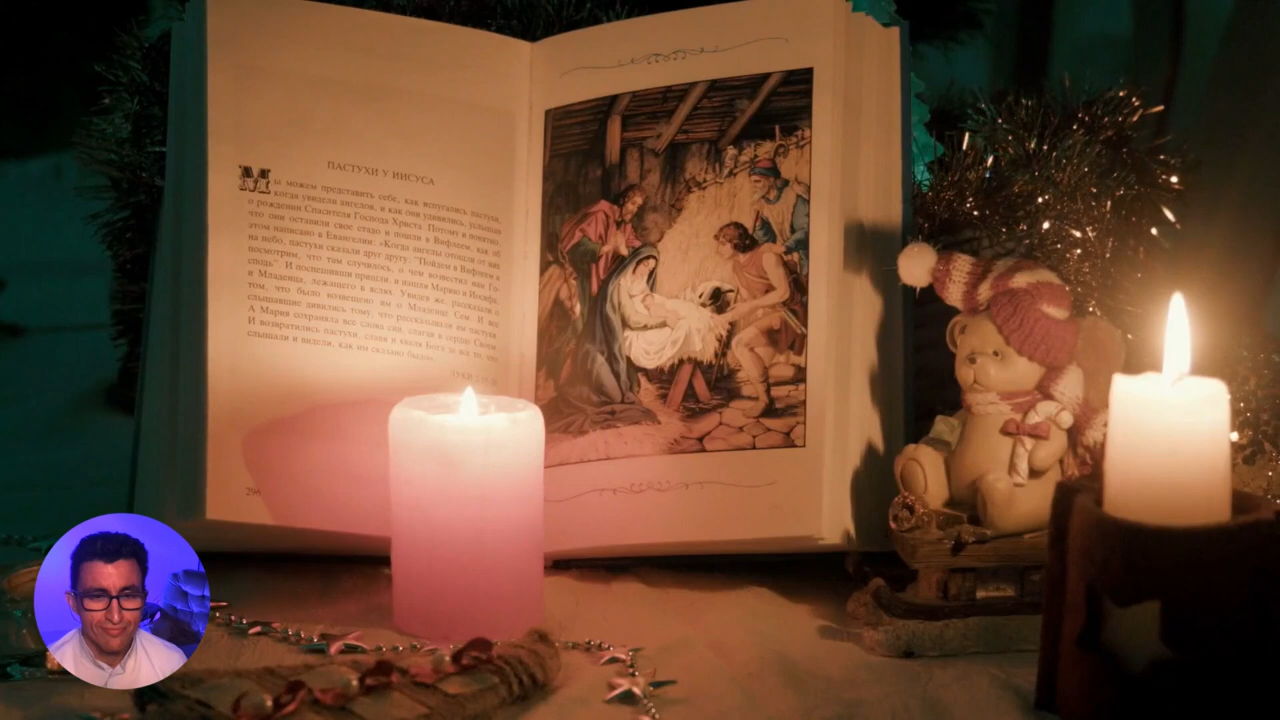 ПАСТУХИ У ИИСУСА
Мы можем представить себе, как испугались пастухи,
когда увидели ангелов, и как они удивились, услышав
о рождении Спасителя Господа Христа. Потому и понятно,
что они оставили свое стадо и пошли в Вифлеем, как об
этом написано в Евангелии: «Когда ангелы отошли от них
на небо, пастухи сказали друг другу: "Пойдем в Вифлеем и
посмотрим, что там случилось, о чем возвестил нам Го-
сподь". И поспешивши пришли, и нашли Марию и Иосифа,
и Младенца, лежащего в яслях. Увидев же, рассказали о
том, что было возвещено им о Младенце Сем. И все
слышавшие дивились тому, что рассказывали им пастухи.
А Мария сохраняла все слова сии, слагая в сердце Своем.
И возвратились пастухи, славя и хваля Бога за все то, что
слышали и видели, как им сказано было».